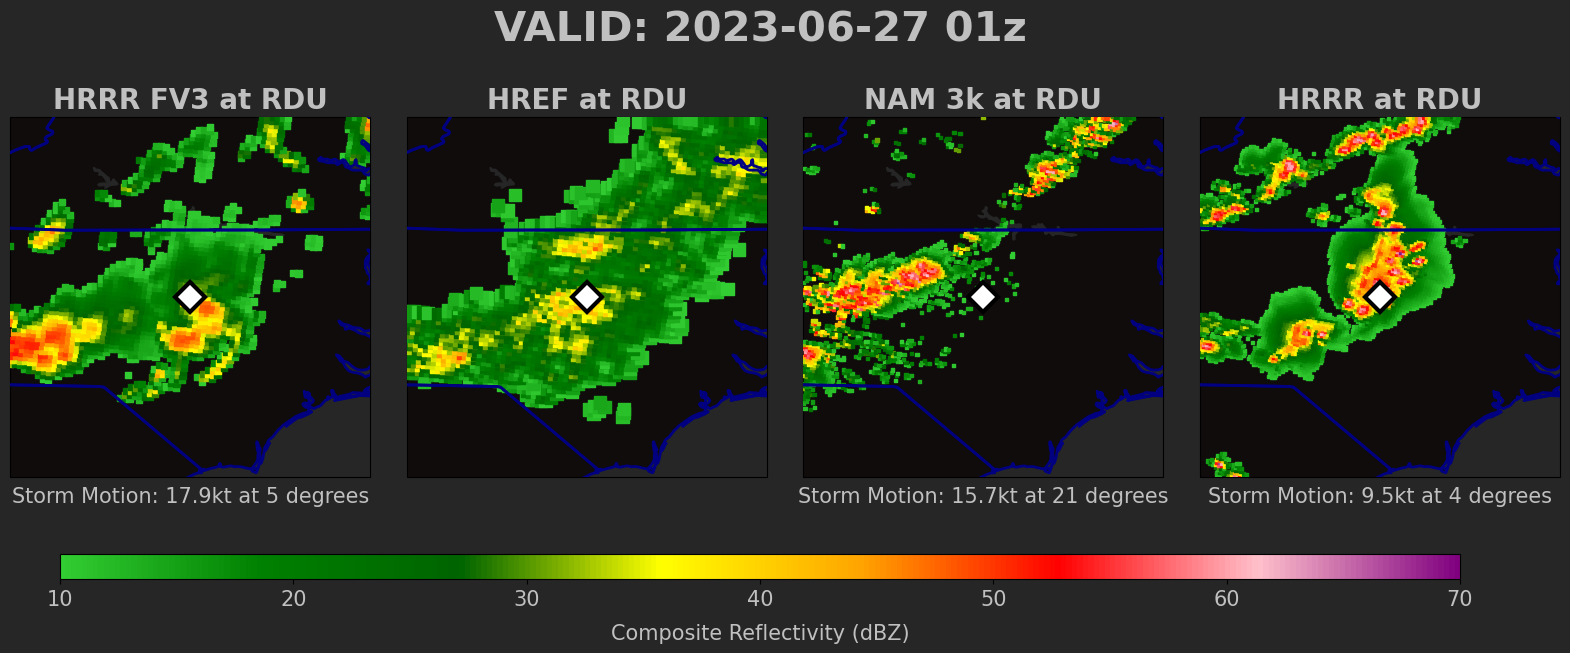 VALID: 2023-06-27 01z
HRRR FV3 at RDU
HREF at RDU
NAM 3k at RDU
HRRR at RDU
Storm Motion: 17.9kt at 5 degrees
Storm Motion: 15.7kt at 21 degrees
Storm Motion: 9.5kt at 4 degrees
10 20 30 40 50 60 70
Composite Reflectivity (dBZ)